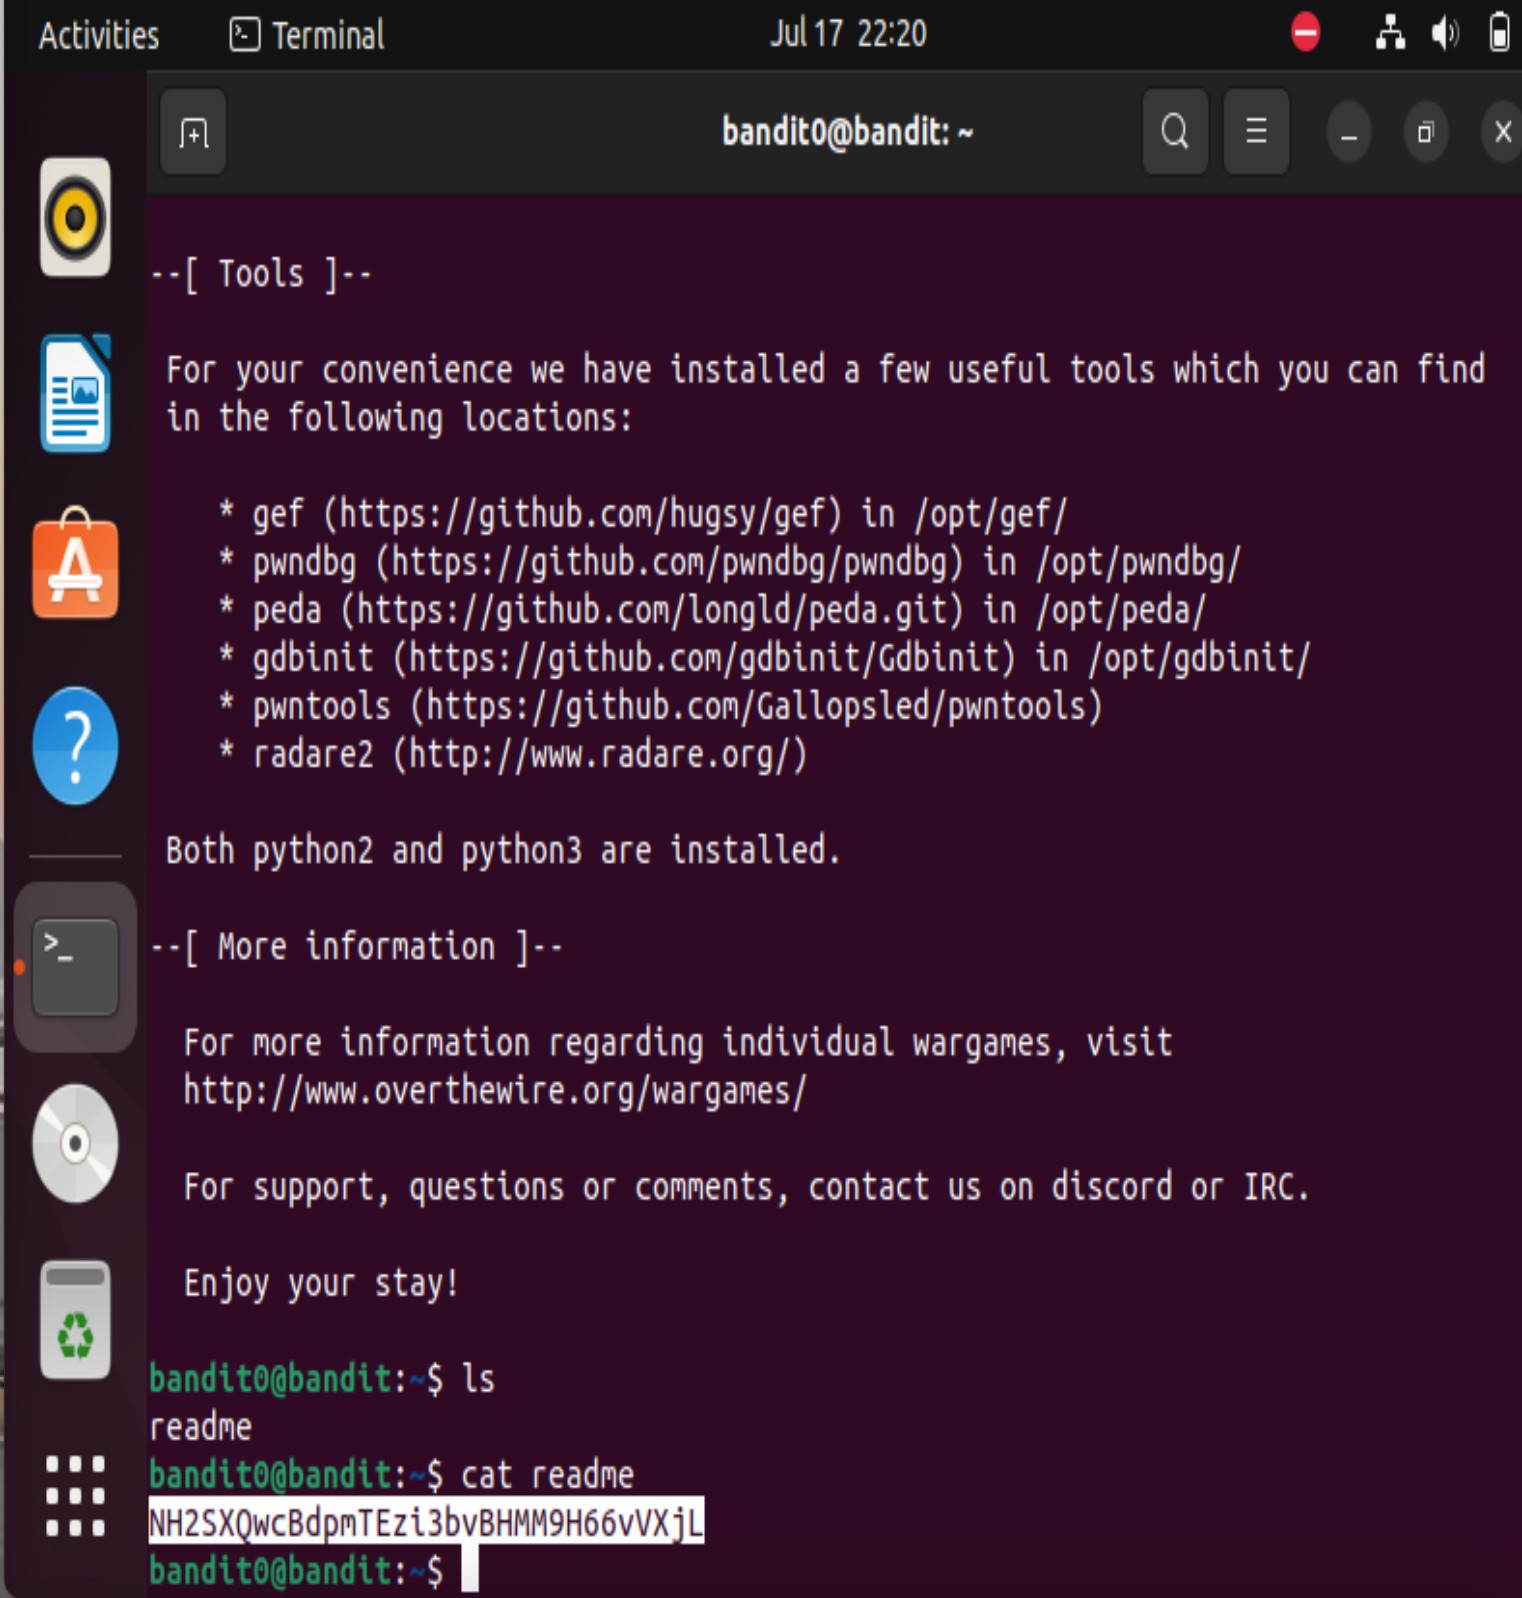 Activities Terminal Jul 17 22:20
bandit0@bandit: ~
--[ Tools ]--
For your convenience we have installed a few useful tools which you can find
in the following locations:
* gef (https://github.com/hugsy/gef) in /opt/gef/
* pwndbg (https://github.com/pwndbg/pwndbg) in /opt/pwndbg/
* peda (https://github.com/longld/peda.git) in /opt/peda/
* gdbinit (https://github.com/gdbinit/Gdbinit) in /opt/gdbinit/
* pwntools (https://github.com/Gallopsled/pwntools)
* radare2 (http://www.radare.org/)
Both python2 and python3 are installed.
--[ More information ]--
For more information regarding individual wargames, visit
http://www.overthewire.org/wargames/
For support, questions or comments, contact us on discord or IRC.
Enjoy your stay!
bandit0@bandit:~$ ls
readme
bandit0@bandit:~$ cat readme
NH2SXQwcBdpmTEzi3bvBHMM9H66vVXjL
bandit0@bandit:~$